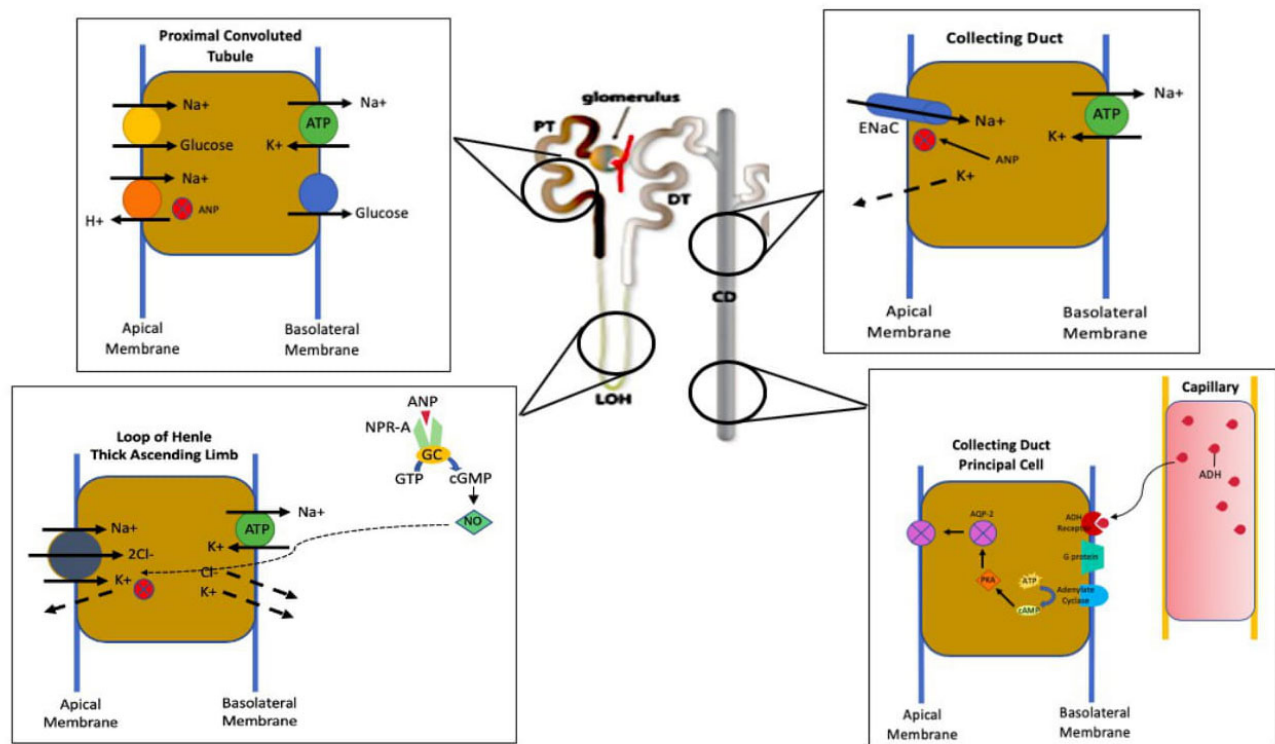 Proximal Convoluted
Tubule
Na+
Glucose
Na+
H+
ANP
Na+
ATP
K+
Glucose
Apical
Membrane
Basolateral
Membrane
glomerulus
PT
DT
CD
LOH
Collecting Duct
ENaC
Na+
ANP
K+
Na+
ATP
K+
Apical
Membrane
Basolateral
Membrane
Loop of Henle
Thick Ascending Limb
ANP
NPR-A
GC
GTP
cGMP
NO
Na+
2Cl-
K+
Na+
ATP
K+
Cl-
K+
Apical
Membrane
Basolateral
Membrane
Collecting Duct
Principal Cell
Capillary
ADH
AQP-2
ADH
Receptor
G protein
PKA
ATP
cAMP
Adenylate
Cyclase
Apical
Membrane
Basolateral
Membrane